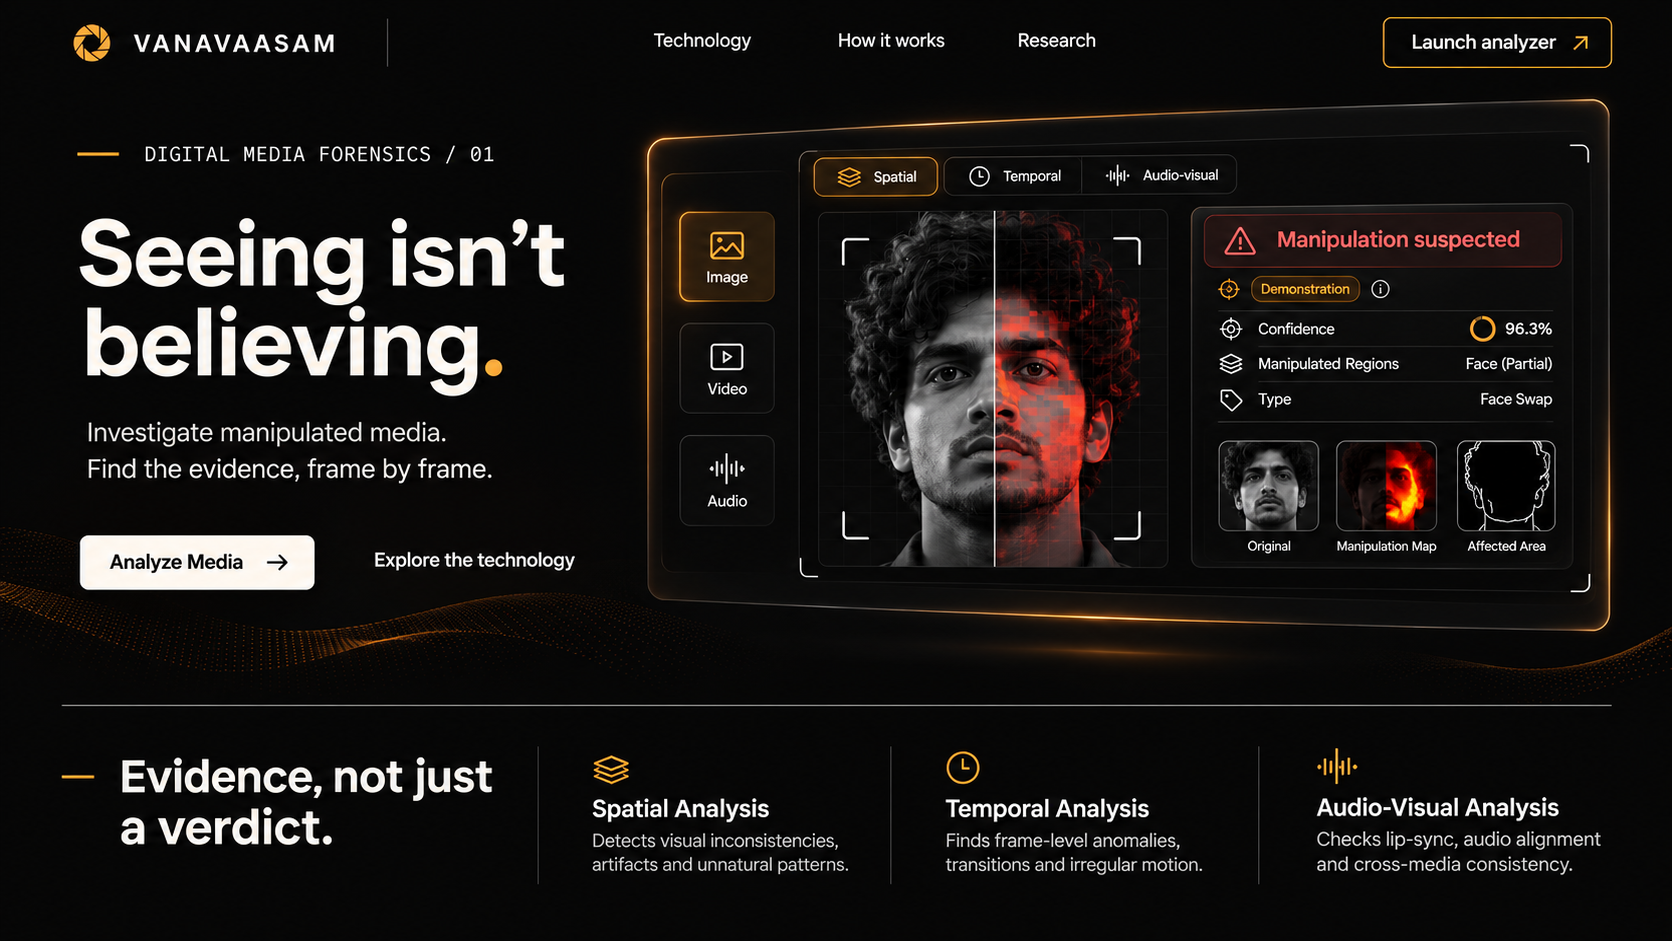 VANAVAASAM
Technology
How it works
Research
Launch analyzer
DIGITAL MEDIA FORENSICS / 01
Seeing isn’t
believing.
Investigate manipulated media.
Find the evidence, frame by frame.
Analyze Media
Explore the technology
Image
Video
Audio
Spatial
Temporal
Audio-visual
Manipulation suspected
Demonstration
Confidence 96.3%
Manipulated Regions Face (Partial)
Type Face Swap
Original
Manipulation Map
Affected Area
Evidence, not just
a verdict.
Spatial Analysis
Detects visual inconsistencies,
artifacts and unnatural patterns.
Temporal Analysis
Finds frame-level anomalies,
transitions and irregular motion.
Audio-Visual Analysis
Checks lip-sync, audio alignment
and cross-media consistency.